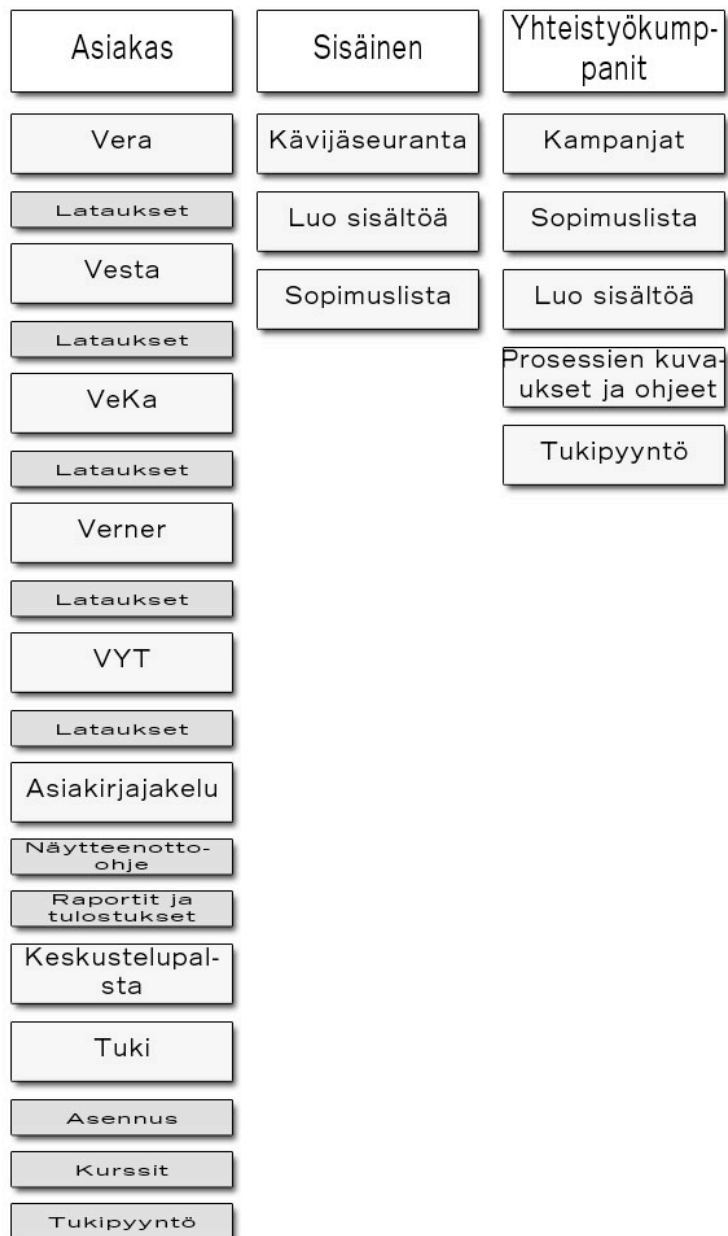 Asiakas
Vera
Lataukset
Vesta
Lataukset
VeKa
Lataukset
Verner
Lataukset
VYT
Lataukset
Asiakirjajakelu
Näytteenotto-
ohje
Raportit ja
tulostukset
Keskustelupal-
sta
Tuki
Asennus
Kurssit
Tukipyyntö
Sisäinen
Kävijäseuranta
Luo sisältöä
Sopimuslista
Yhteistyökump-
panit
Kampanjat
Sopimuslista
Luo sisältöä
Prosessien kuva-
ukset ja ohjeet
Tukipyyntö